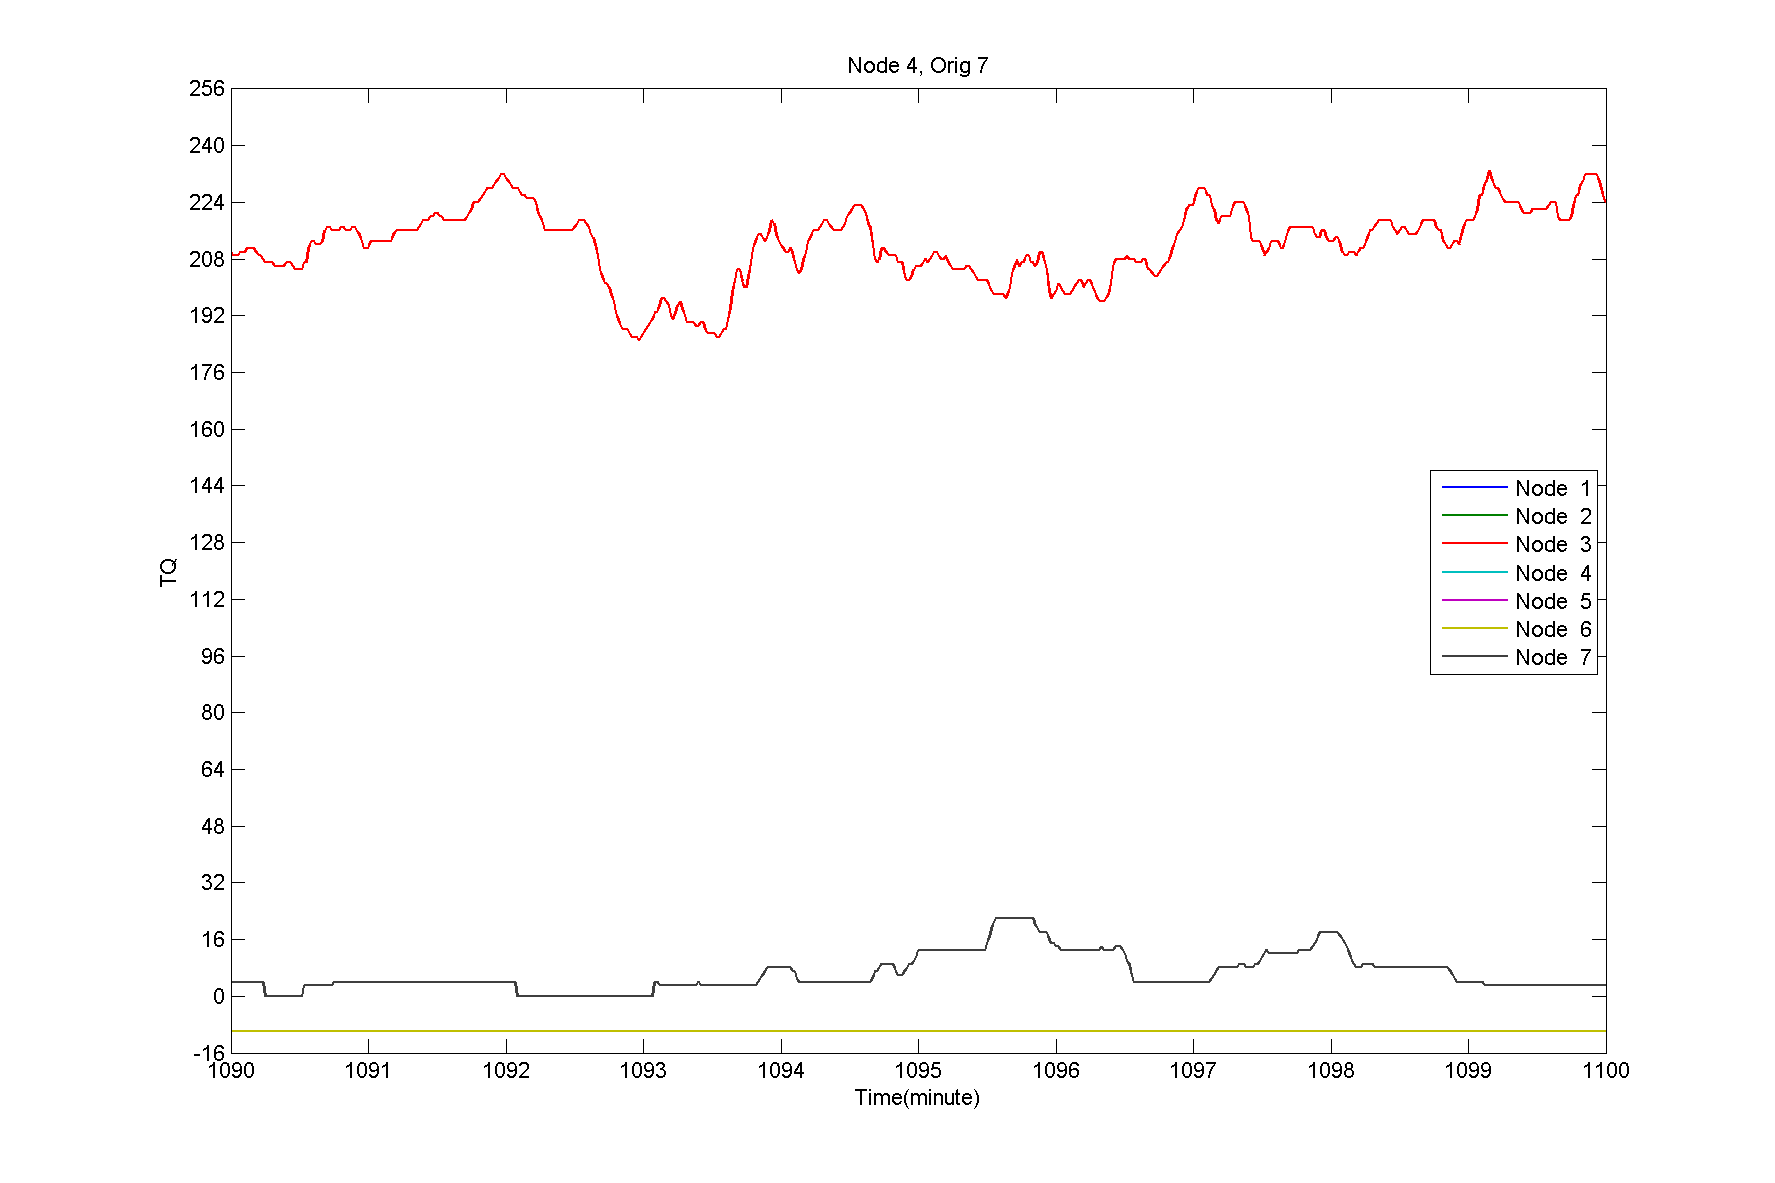 Node 4, Orig 7
256
240
224
208
192
176
160
144
128
112
96
80
64
48
32
16
0
-16
TQ
Node 1
Node 2
Node 3
Node 4
Node 5
Node 6
Node 7
1090 1091 1092 1093 1094 1095 1096 1097 1098 1099 1100
Time(minute)